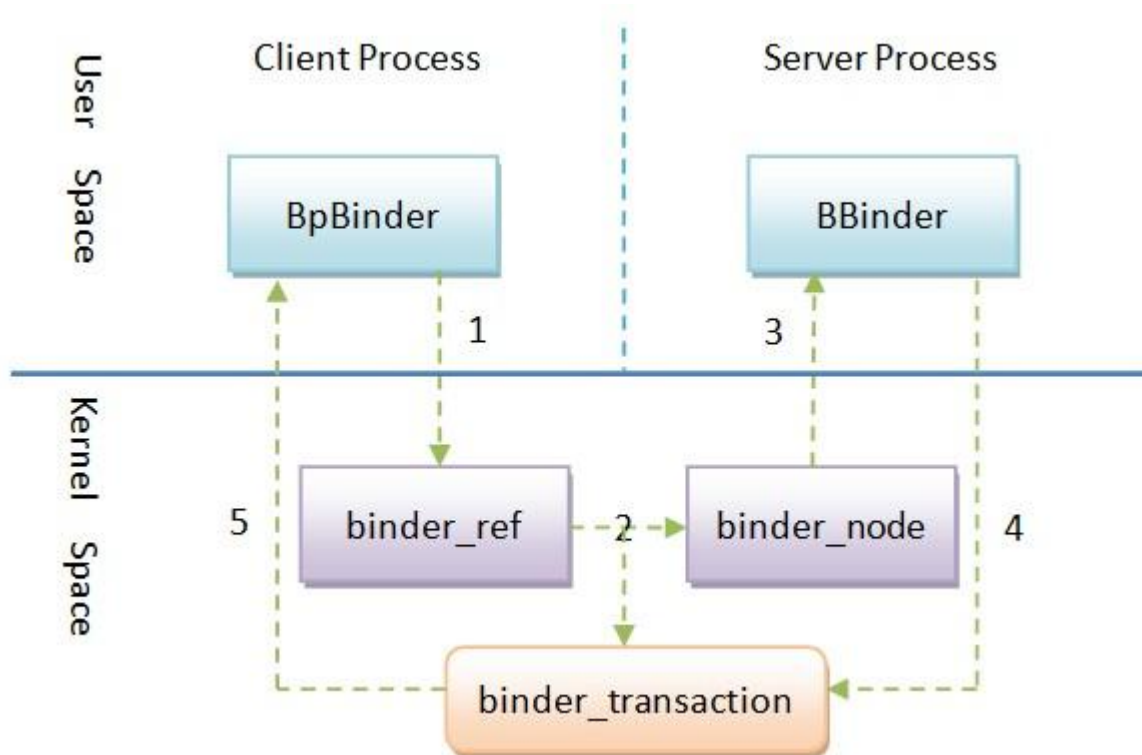 Client Process
Server Process
User Space
BpBinder
BBinder
1
3
Kernel Space
binder_ref
2
binder_node
5
4
binder_transaction